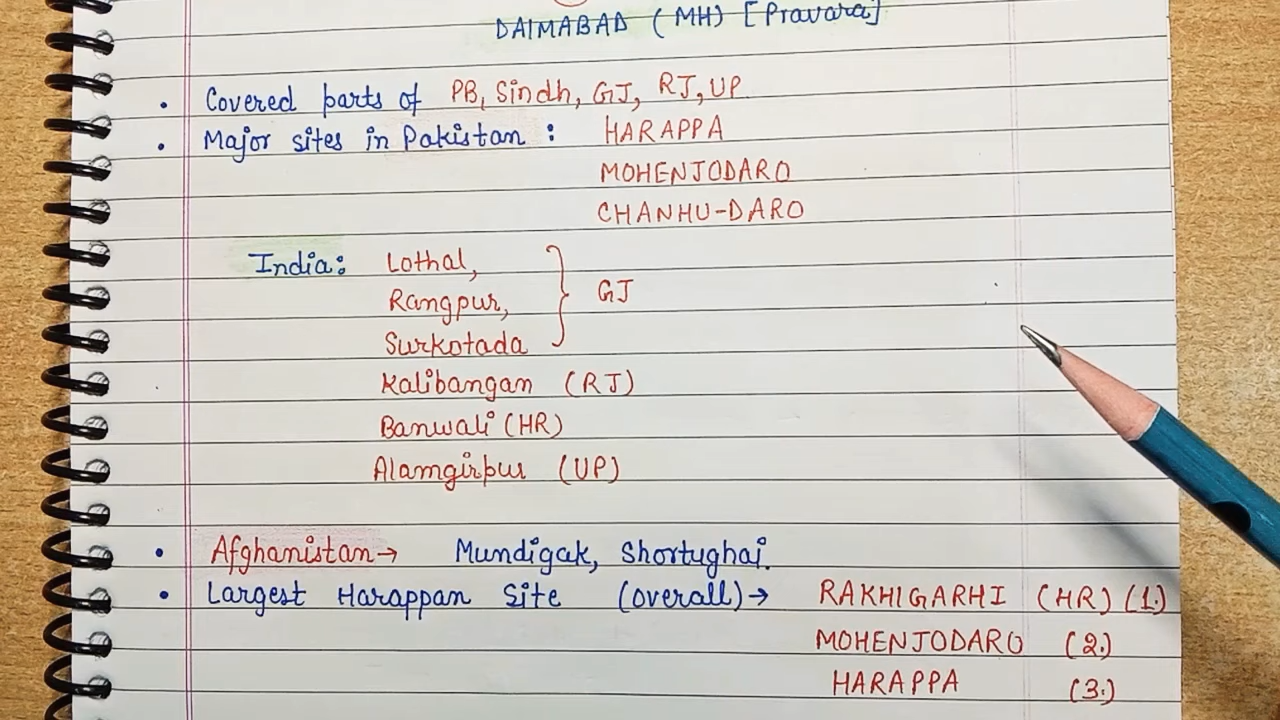 DAIMABAD (MH) [Pravara]
• Covered parts of PB, Sindh, GJ, RJ, UP
• Major sites in Pakistan : HARAPPA
MOHENJODARO
CHANHU-DARO
India: Lothal,
Rangpur, } GJ
Surkotada
Kalibangan (RJ)
Banwali (HR)
Alamgirpur (UP)
• Afghanistan → Mundigak, Shortughai.
• Largest Harappan Site (overall) → RAKHIGARHI (HR) (1.)
MOHENJODARO (2.)
HARAPPA (3.)